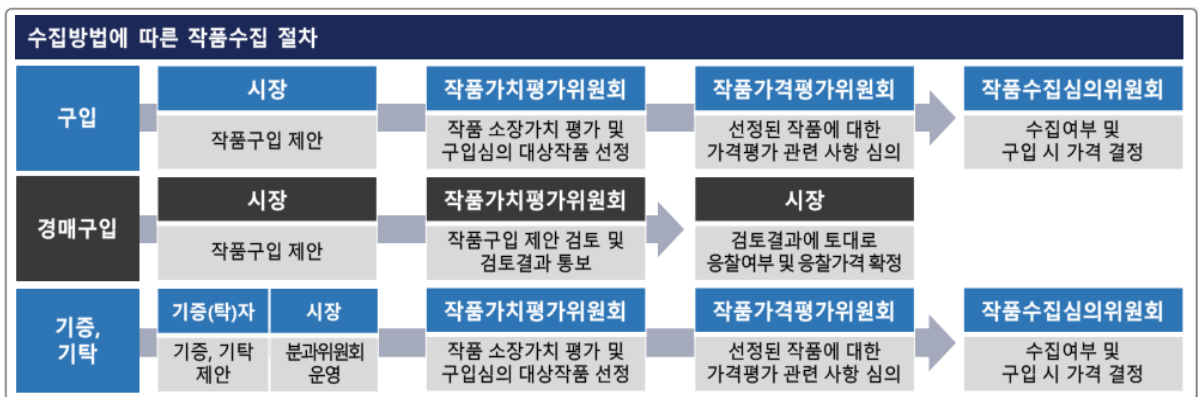 수집방법에 따른 작품수집 절차
구입
시장
작품구입 제안
작품가치평가위원회
작품 소장가치 평가 및
구입심의 대상작품 선정
작품가격평가위원회
선정된 작품에 대한
가격평가 관련 사항 심의
작품수집심의위원회
수집여부 및
구입 시 가격 결정
경매구입
시장
작품구입 제안
작품가치평가위원회
작품구입 제안 검토 및
검토결과 통보
시장
검토결과에 토대로
응찰여부 및 응찰가격 확정
기증,
기탁
기증(탁)자
기증, 기탁
제안
시장
분과위원회
운영
작품가치평가위원회
작품 소장가치 평가 및
구입심의 대상작품 선정
작품가격평가위원회
선정된 작품에 대한
가격평가 관련 사항 심의
작품수집심의위원회
수집여부 및
구입 시 가격 결정